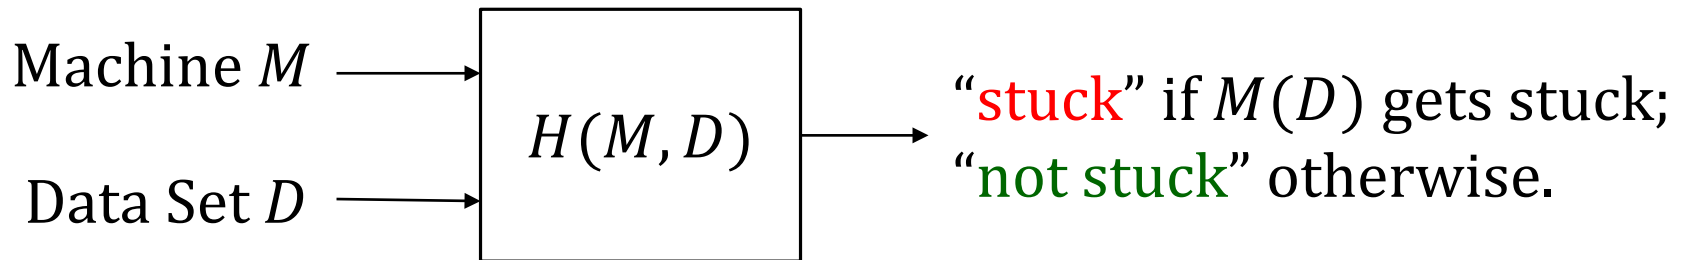 Machine M
Data Set D
H(M, D)
“stuck” if M(D) gets stuck;
“not stuck” otherwise.